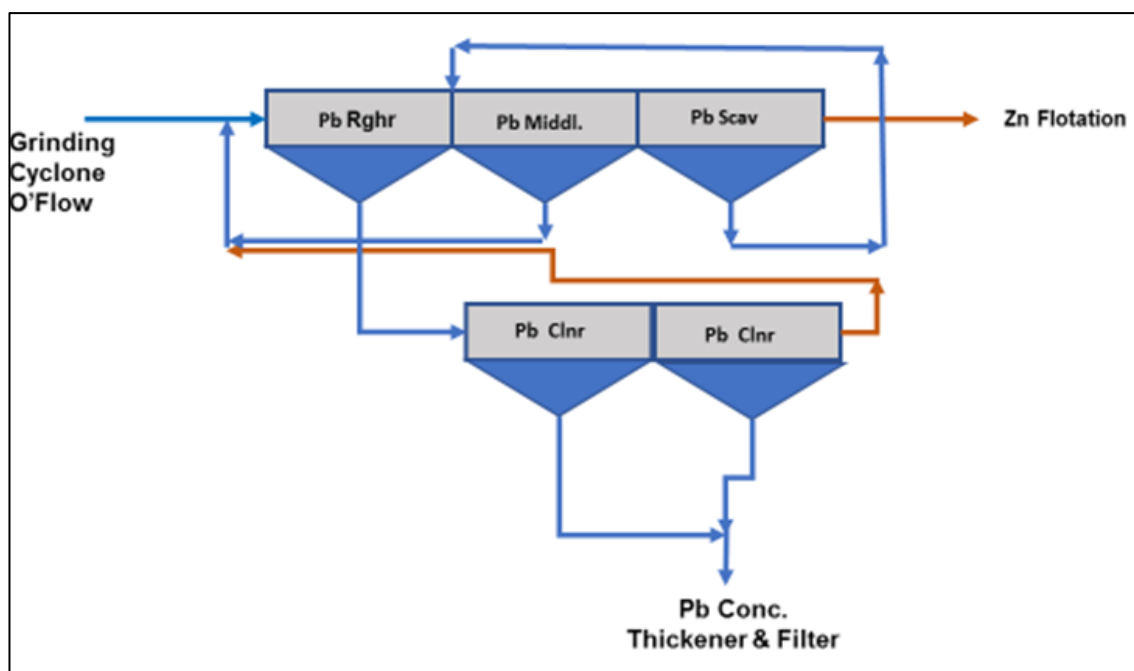 Pb Rghr
Pb Middl.
Pb Scav
Zn Flotation
Grinding
Cyclone
O'Flow
Pb Clnr
Pb Clnr
Pb Conc.
Thickener & Filter